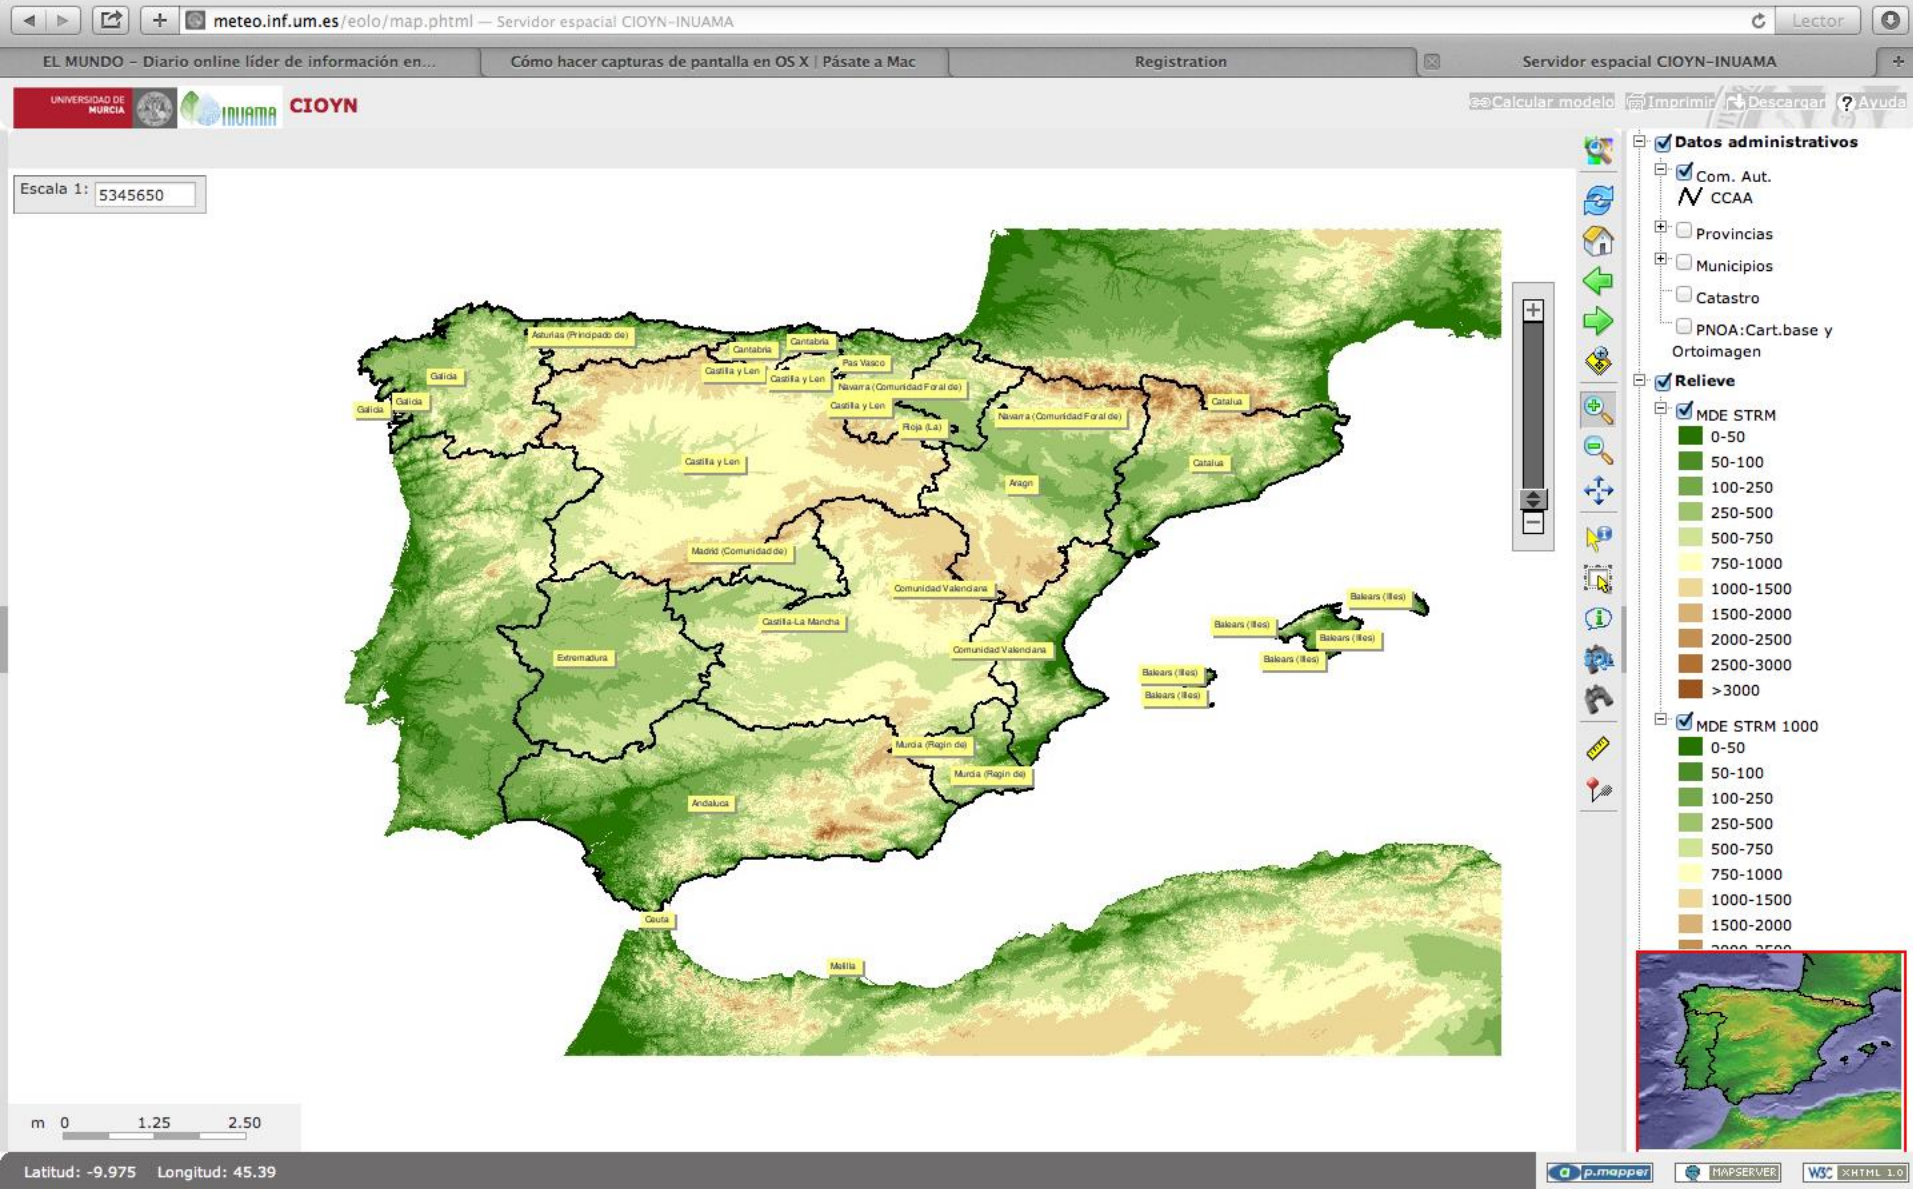 meteo.inf.um.es/eolo/map.phtml — Servidor espacial CIOYN-INUAMA
Lector
EL MUNDO - Diario online líder de información en...
Cómo hacer capturas de pantalla en OS X | Pásate a Mac
Registration
Servidor espacial CIOYN-INUAMA
UNIVERSIDAD DE
MURCIA
INUAMA
CIOYN
Calcular modelo
Imprimir
Descargar
Ayuda
Escala 1: 5345650
Asturias (Principado de)
Cantabria
Cantabria
Pas Vasco
Castilla y Len
Castilla y Len
Galicia
Navarra (Comunidad Foral de)
Galicia
Galicia
Castilla y Len
Catalua
Navarra (Comunidad Foral de)
Rioja (La)
Castilla y Len
Catalua
Aragn
Madrid (Comunidad de)
Comunidad Valenciana
Balears (Illes)
Castilla-La Mancha
Balears (Illes)
Balears (Illes)
Comunidad Valenciana
Extremadura
Balears (Illes)
Balears (Illes)
Balears (Illes)
Murcia (Regin de)
Murcia (Regin de)
Andaluca
Ceuta
Melilla
Datos administrativos
Com. Aut.
CCAA
Provincias
Municipios
Catastro
PNOA:Cart.base y
Ortoimagen
Relieve
MDE STRM
0-50
50-100
100-250
250-500
500-750
750-1000
1000-1500
1500-2000
2000-2500
2500-3000
>3000
MDE STRM 1000
0-50
50-100
100-250
250-500
500-750
750-1000
1000-1500
1500-2000
2000-2500
m 0 1.25 2.50
Latitud: -9.975 Longitud: 45.39
p.mapper
MAPSERVER
W3C XHTML 1.0